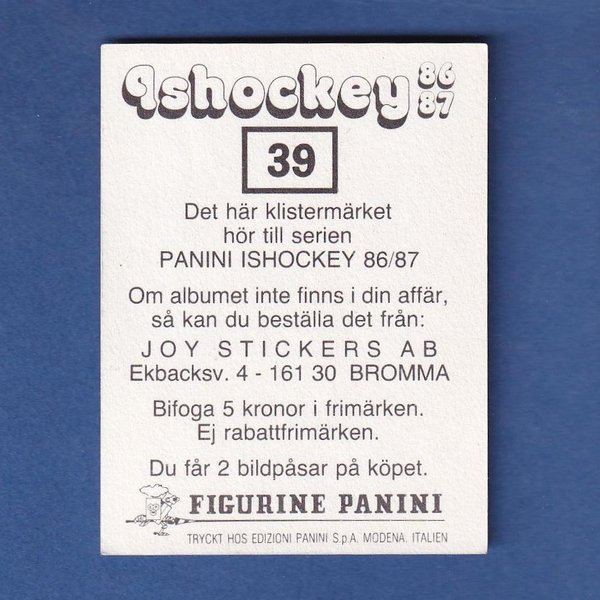 Ishockey 86
87
39
Det här klistermärket
hör till serien
PANINI ISHOCKEY 86/87
Om albumet inte finns i din affär,
så kan du beställa det från:
JOY STICKERS AB
Ekbacksv. 4 - 161 30 BROMMA
Bifoga 5 kronor i frimärken.
Ej rabattfrimärken.
Du får 2 bildpåsar på köpet.
FIGURINE PANINI
TRYCKT HOS EDIZIONI PANINI S.p.A. MODENA. ITALIEN